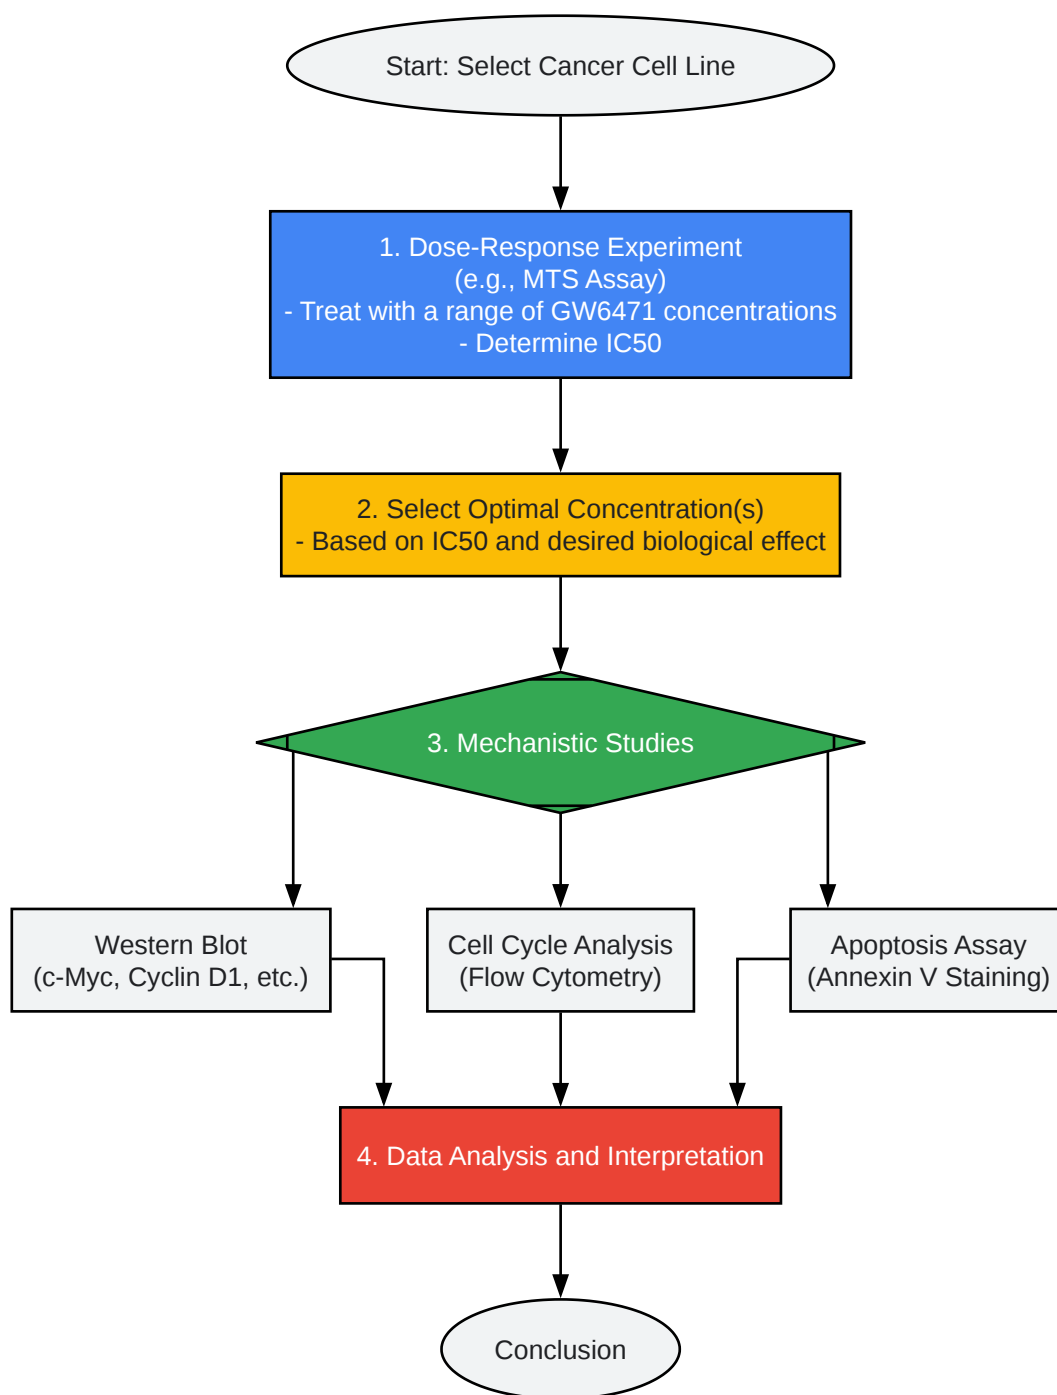 Start: Select Cancer Cell Line
1. Dose-Response Experiment
(e.g., MTS Assay)
- Treat with a range of GW6471 concentrations
- Determine IC50
2. Select Optimal Concentration(s)
- Based on IC50 and desired biological effect
3. Mechanistic Studies
Western Blot
(c-Myc, Cyclin D1, etc.)
Cell Cycle Analysis
(Flow Cytometry)
Apoptosis Assay
(Annexin V Staining)
4. Data Analysis and Interpretation
Conclusion